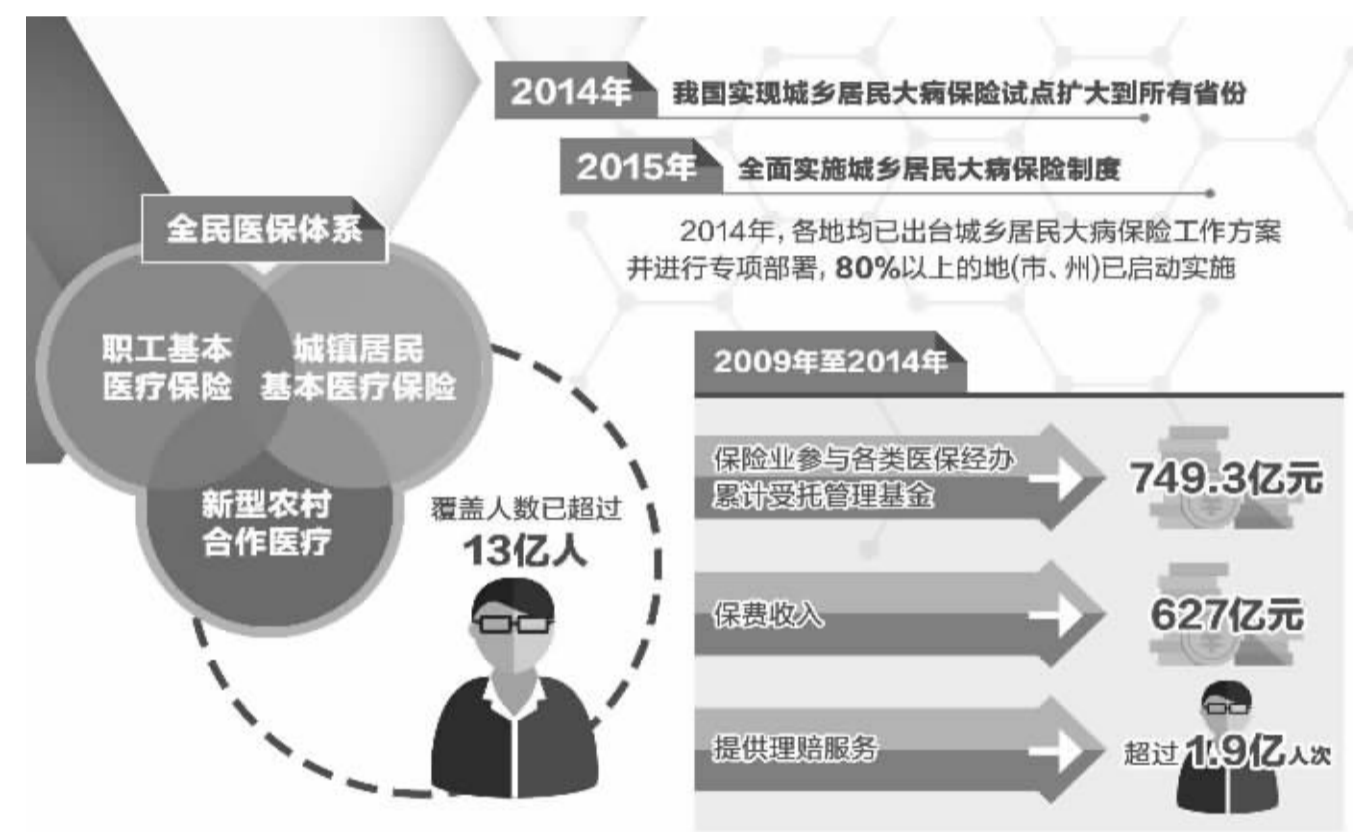 2014年
我国实现城乡居民大病保险试点扩大到所有省份
2015年
全面实施城乡居民大病保险制度
2014年，各地均已出台城乡居民大病保险工作方案
并进行专项部署，80%以上的地(市、州)已启动实施
全民医保体系
职工基本
医疗保险
城镇居民
基本医疗保险
新型农村
合作医疗
覆盖人数已超过
13亿人
2009年至2014年
保险业参与各类医保经办
累计受托管理基金
749.3亿元
保费收入
627亿元
提供理赔服务
超过1.9亿人次